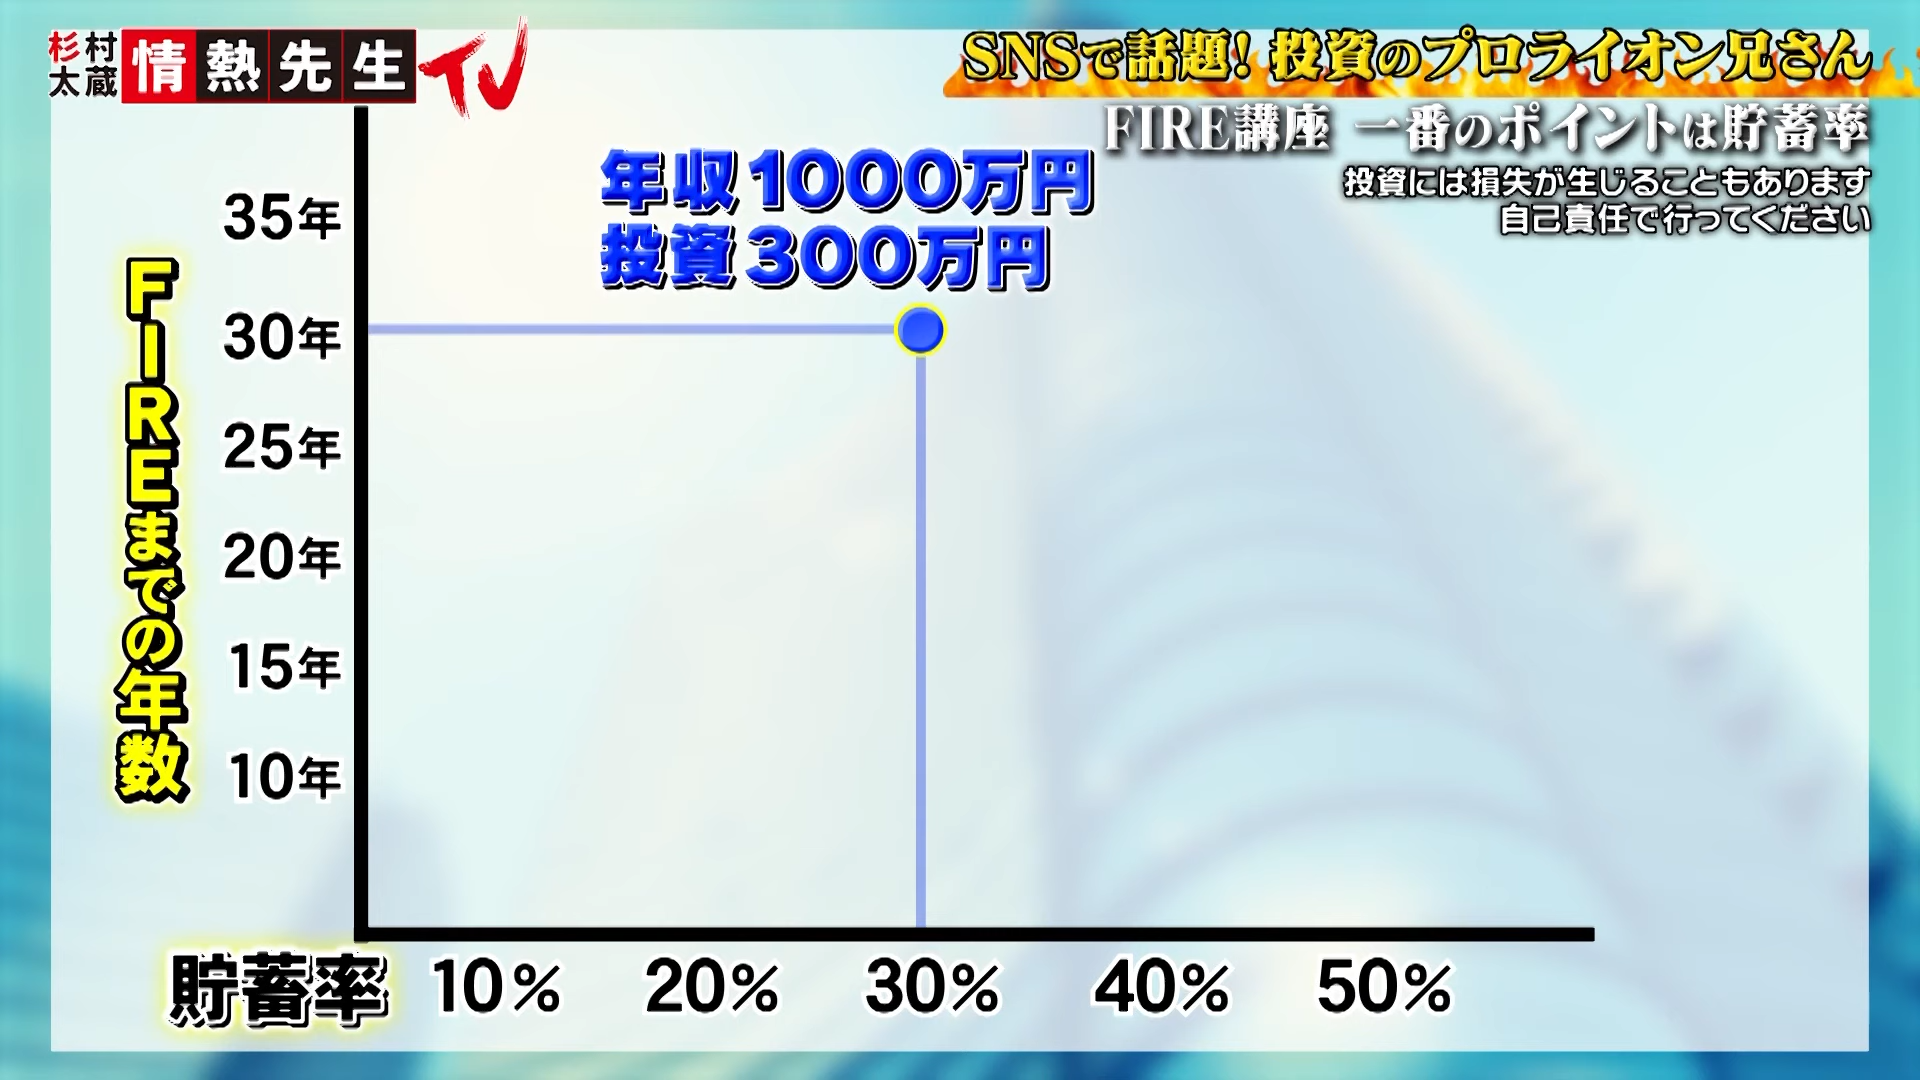 杉村太蔵
情熱先生TV
SNSで話題！投資のプロライオン兄さん
FIRE講座 一番のポイントは貯蓄率
投資には損失が生じることもあります
自己責任で行ってください
年収1000万円
投資300万円
FIREまでの年数
35年
30年
25年
20年
15年
10年
貯蓄率 10% 20% 30% 40% 50%